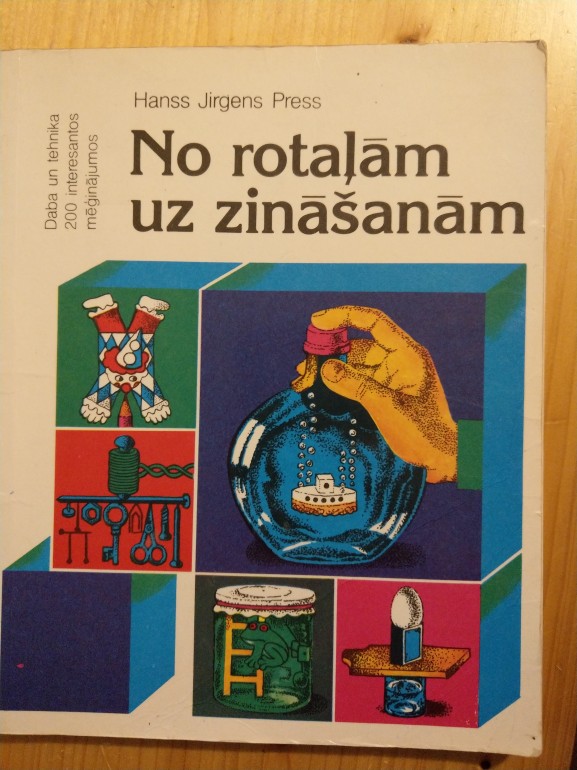 Hanss Jirgens Press
No rotaļām
uz zināšanām
Daba un tehnika
200 interesantos
mēģinājumos